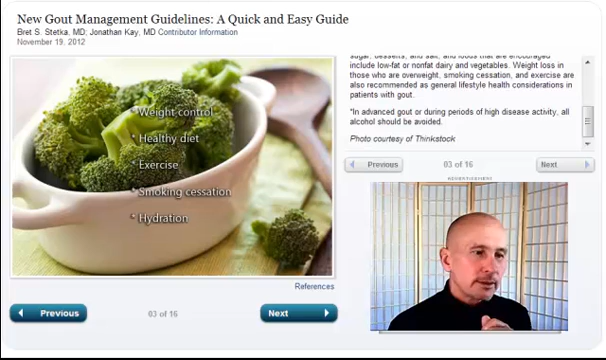 New Gout Management Guidelines: A Quick and Easy Guide
Bret S. Stetka, MD; Jonathan Kay, MD Contributor Information
November 19, 2012
* Weight control
* Healthy diet
* Exercise
* Smoking cessation
* Hydration
References
Previous
03 of 16
Next
sugar, desserts, and salt, and foods that are encouraged
include low-fat or nonfat dairy and vegetables. Weight loss in
those who are overweight, smoking cessation, and exercise are
also recommended as general lifestyle health considerations in
patients with gout.
*In advanced gout or during periods of high disease activity, all
alcohol should be avoided.
Photo courtesy of Thinkstock
Previous
03 of 16
Next
ADVERTISEMENT